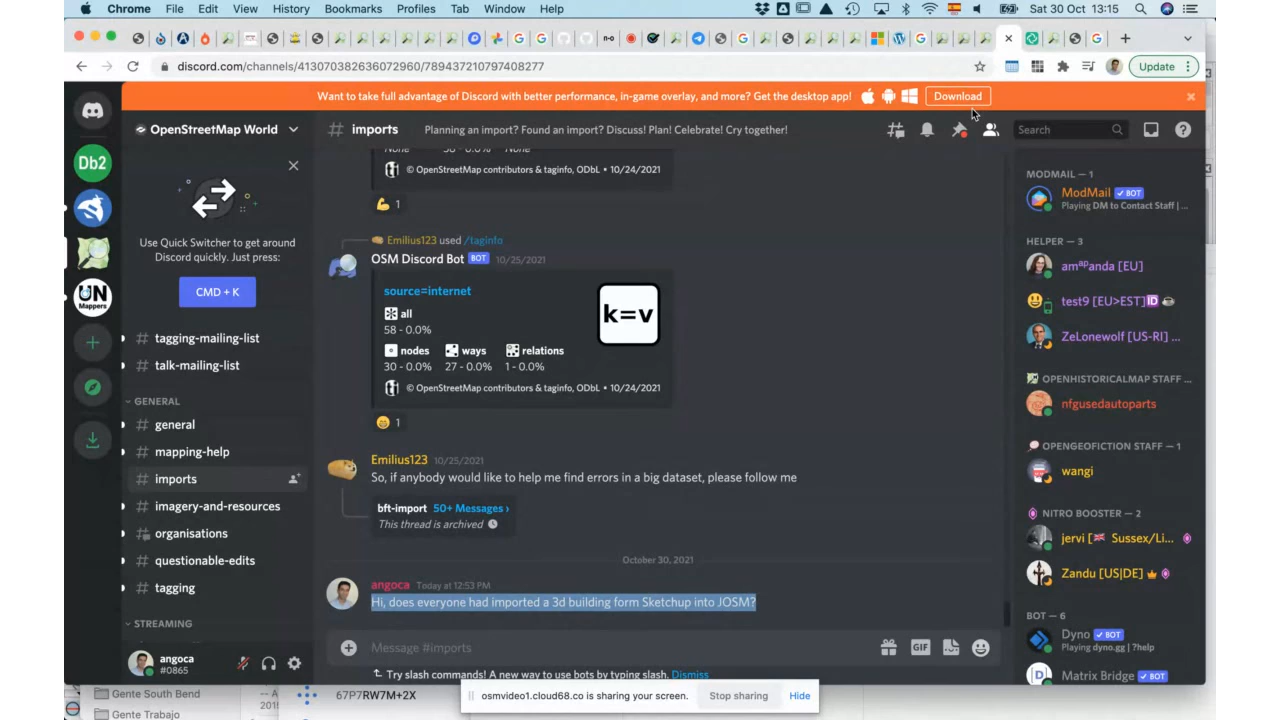 Chrome File Edit View History Bookmarks Profiles Tab Window Help Sat 30 Oct 13:15
discord.com/channels/413070382636072960/789437210797408277 Update
Want to take full advantage of Discord with better performance, in-game overlay, and more? Get the desktop app! Download
OpenStreetMap World
# imports Planning an import? Found an import? Discuss! Plan! Celebrate! Cry together! Search
Db2
UN
Mappers
Use Quick Switcher to get around
Discord quickly. Just press:
CMD + K
# tagging-mailing-list
# talk-mailing-list
GENERAL
# general
# mapping-help
# imports
# imagery-and-resources
# organisations
# questionable-edits
# tagging
STREAMING
angoca
#0865
© OpenStreetMap contributors & taginfo, ODbL • 10/24/2021
1
Emilius123 used /taginfo
OSM Discord Bot BOT 10/25/2021
source=internet
k=v
all
58 - 0.0%
nodes ways relations
30 - 0.0% 27 - 0.0% 1 - 0.0%
© OpenStreetMap contributors & taginfo, ODbL • 10/24/2021
1
Emilius123 10/25/2021
So, if anybody would like to help me find errors in a big dataset, please follow me
bft-import 50+ Messages ›
This thread is archived
October 30, 2021
angoca Today at 12:53 PM
Hi, does everyone had imported a 3d building form Sketchup into JOSM?
Message #imports GIF
Try slash commands! A new way to use bots by typing slash. Dismiss
MODMAIL — 1
ModMail BOT
Playing DM to Contact Staff | ...
HELPER — 3
amᵃᵖanda [EU]
test9 [EU>EST] ID
ZeLonewolf [US-RI] ...
OPENHISTORICALMAP STAFF ...
nfgusedautoparts
OPENGEOFICTION STAFF — 1
wangi
NITRO BOOSTER — 2
jervi [ Sussex/Li...
Zandu [US|DE]
BOT — 6
Dyno BOT
Playing dyno.gg | ?help
Matrix Bridge BOT
osmvideo1.cloud68.co is sharing your screen. Stop sharing Hide
Gente South Bend
67P7RW7M+2X
Gente Trabajo